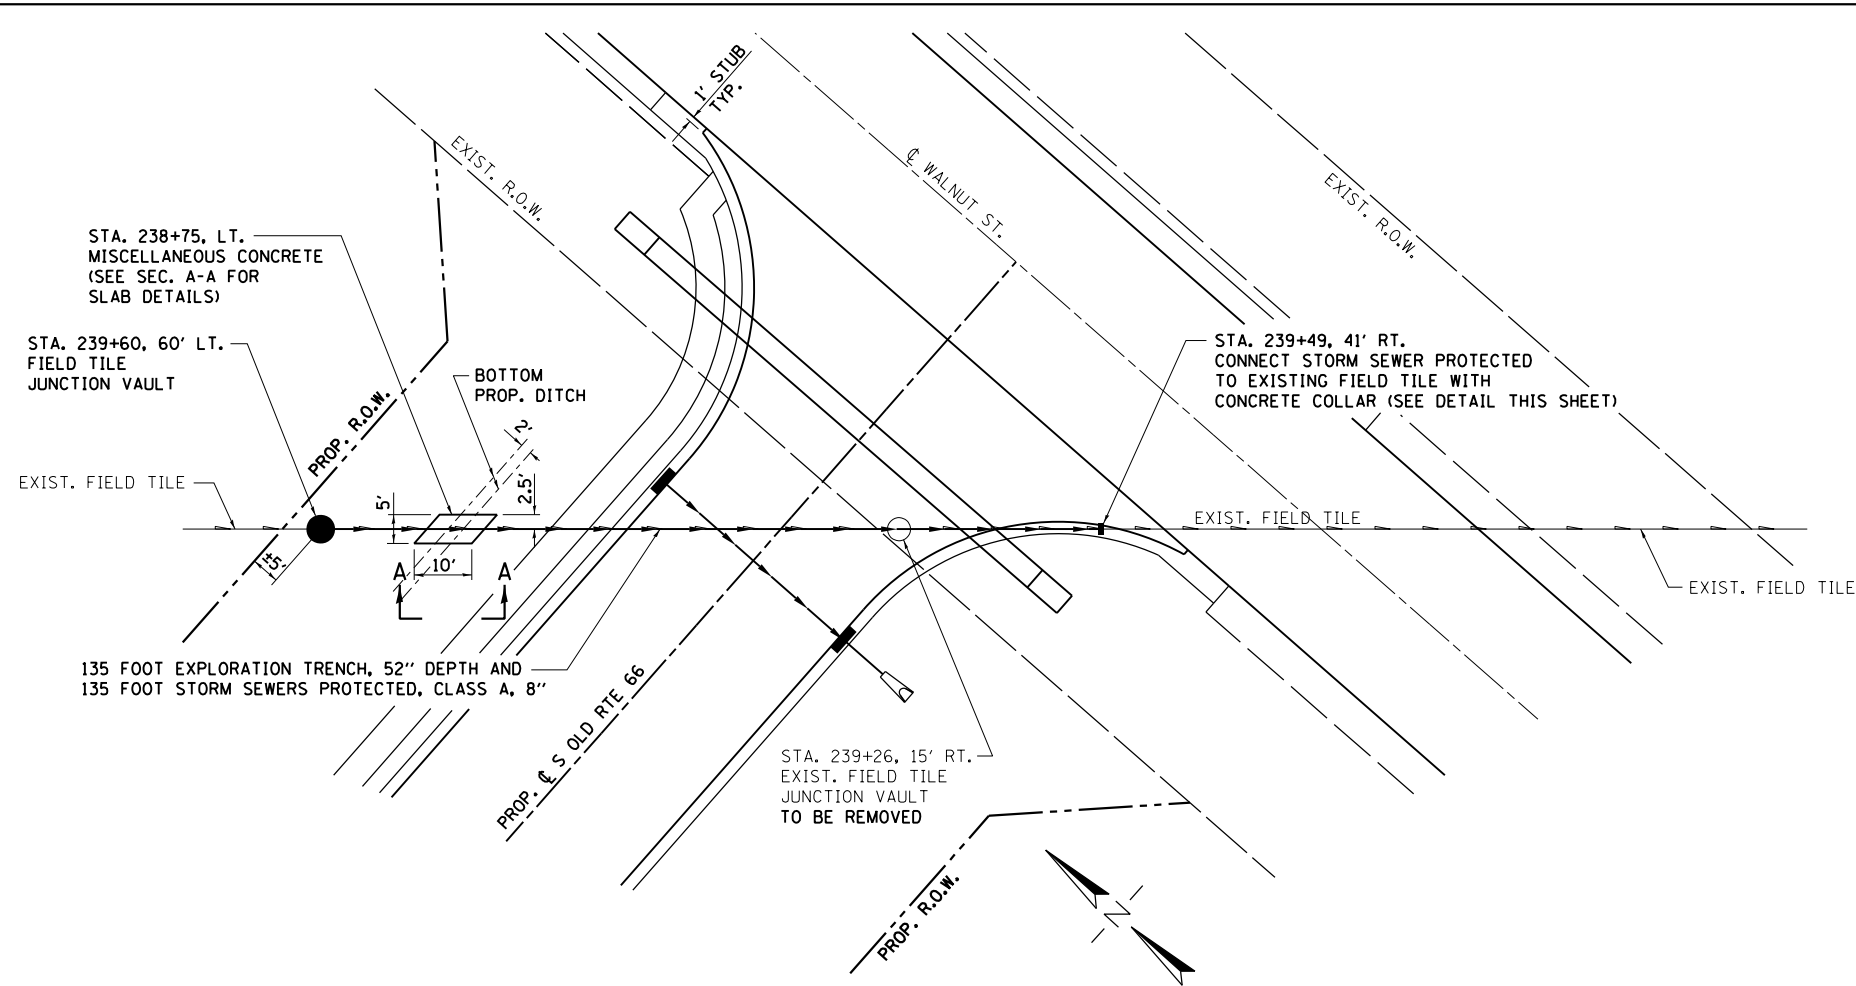 1' STUB
TYP.
EXIST. R.O.W.
℄ WALNUT ST.
EXIST. R.O.W.
STA. 238+75, LT.
MISCELLANEOUS CONCRETE
(SEE SEC. A-A FOR
SLAB DETAILS)
STA. 239+60, 60' LT.
FIELD TILE
JUNCTION VAULT
BOTTOM
PROP. DITCH
STA. 239+49, 41' RT.
CONNECT STORM SEWER PROTECTED
TO EXISTING FIELD TILE WITH
CONCRETE COLLAR (SEE DETAIL THIS SHEET)
PROP. R.O.W.
2'
EXIST. FIELD TILE
5'
2.5'
EXIST. FIELD TILE
±5'
A
10'
A
EXIST. FIELD TILE
135 FOOT EXPLORATION TRENCH, 52'' DEPTH AND
135 FOOT STORM SEWERS PROTECTED, CLASS A, 8''
PROP. ℄ S OLD RTE 66
STA. 239+26, 15' RT.
EXIST. FIELD TILE
JUNCTION VAULT
TO BE REMOVED
PROP. R.O.W.
N